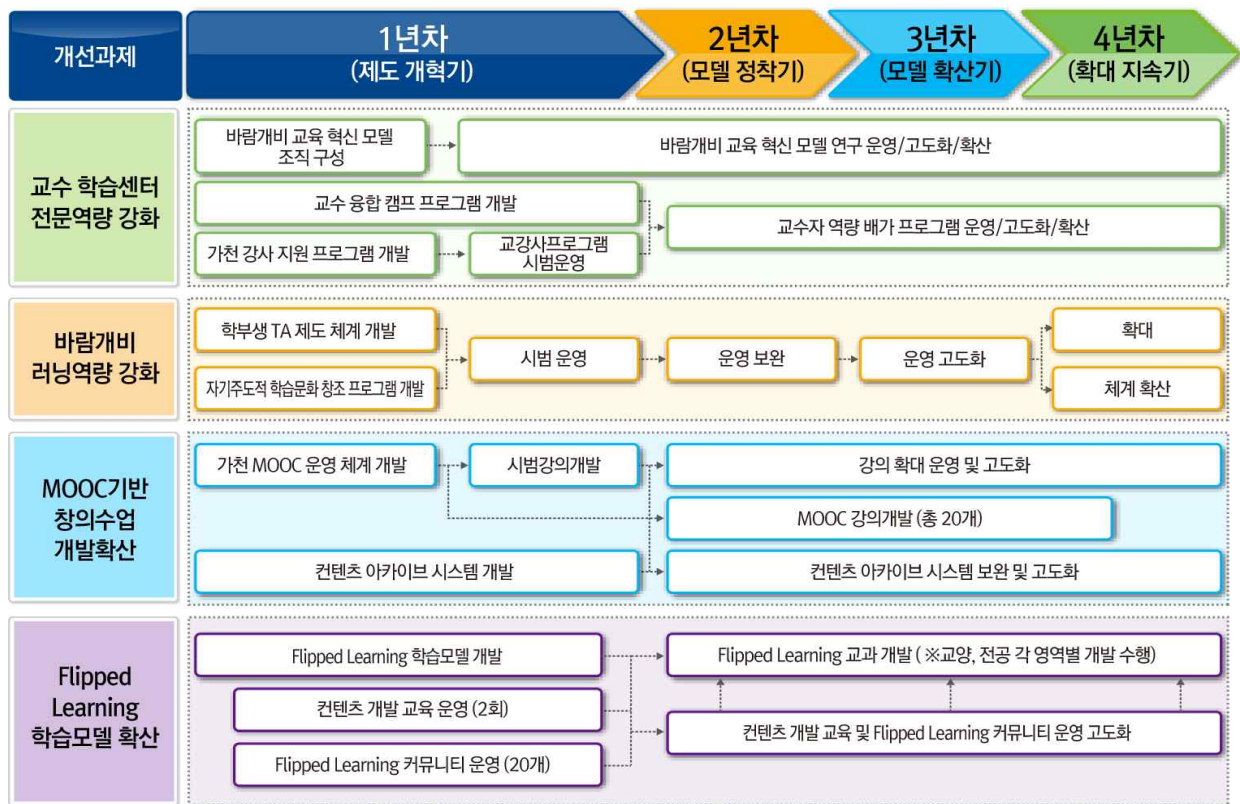 개선과제
1년차
(제도 개혁기)
2년차
(모델 정착기)
3년차
(모델 확산기)
4년차
(확대 지속기)
교수 학습센터
전문역량 강화
바람개비 교육 혁신 모델
조직 구성
바람개비 교육 혁신 모델 연구 운영/고도화/확산
교수 융합 캠프 프로그램 개발
가천 강사 지원 프로그램 개발
교강사프로그램
시범운영
교수자 역량 배가 프로그램 운영/고도화/확산
바람개비
러닝역량 강화
학부생 TA 제도 체계 개발
자기주도적 학습문화 창조 프로그램 개발
시범 운영
운영 보완
운영 고도화
확대
체계 확산
MOOC기반
창의수업
개발확산
가천 MOOC 운영 체계 개발
시범강의개발
강의 확대 운영 및 고도화
MOOC 강의개발 (총 20개)
컨텐츠 아카이브 시스템 개발
컨텐츠 아카이브 시스템 보완 및 고도화
Flipped
Learning
학습모델 확산
Flipped Learning 학습모델 개발
Flipped Learning 교과 개발 ( ※교양, 전공 각 영역별 개발 수행)
컨텐츠 개발 교육 운영 (2회)
Flipped Learning 커뮤니티 운영 (20개)
컨텐츠 개발 교육 및 Flipped Learning 커뮤니티 운영 고도화